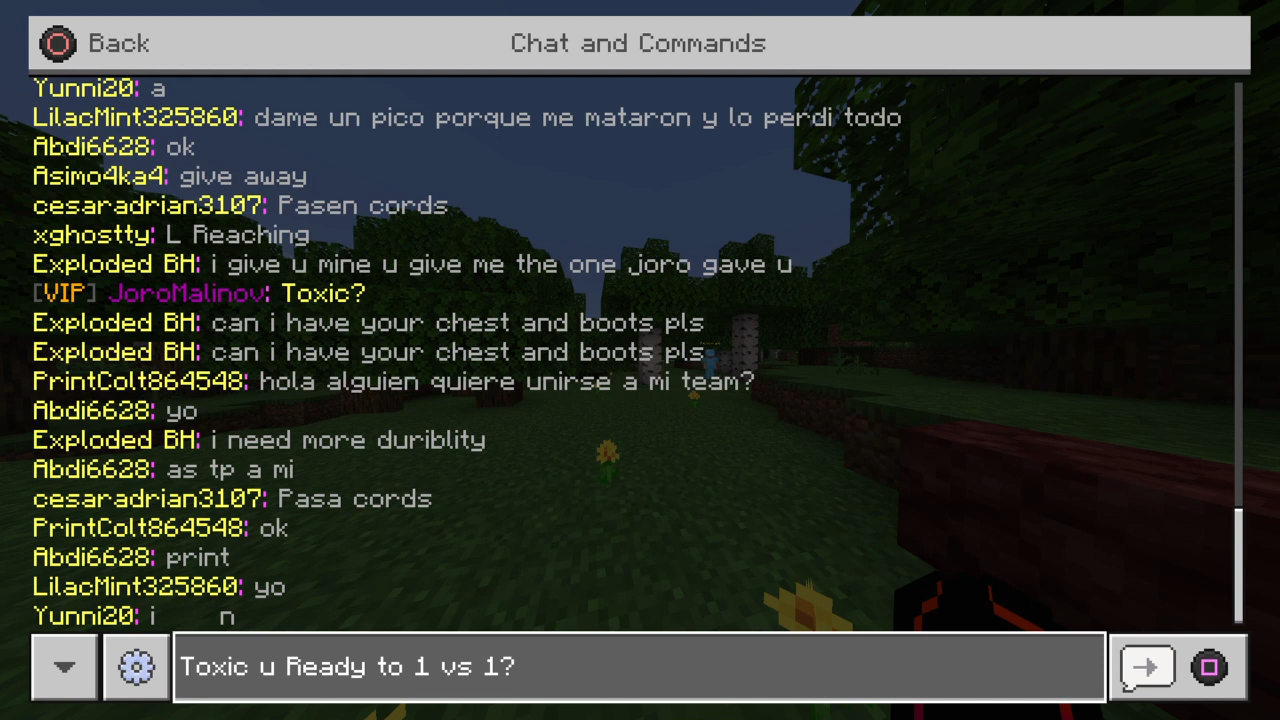 Back
Chat and Commands
Yunni20: a
LilacMint325860: dame un pico porque me mataron y lo perdi todo
Abdi6628: ok
Asimo4ka4: give away
cesaradrian3107: Pasen cords
xghostty: L Reaching
Exploded BH: i give u mine u give me the one joro gave u
[VIP] JoroMalinov: Toxic?
Exploded BH: can i have your chest and boots pls
Exploded BH: can i have your chest and boots pls
PrintColt864548: hola alguien quiere unirse a mi team?
Abdi6628: yo
Exploded BH: i need more duriblity
Abdi6628: as tp a mi
cesaradrian3107: Pasa cords
PrintColt864548: ok
Abdi6628: print
LilacMint325860: yo
Yunni20: i n
Toxic u Ready to 1 vs 1?